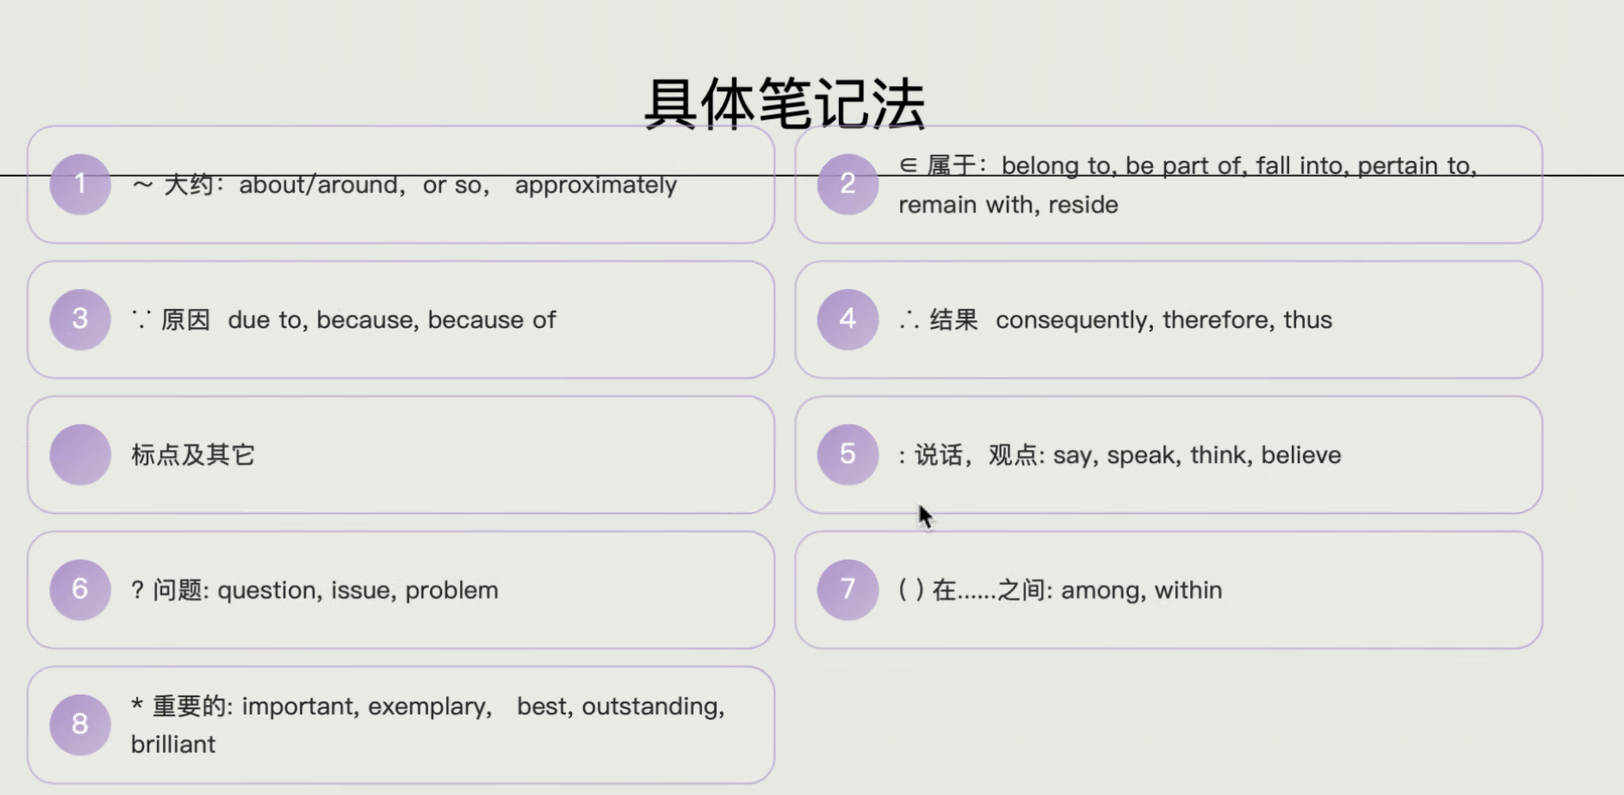 具体笔记法
1 ～ 大约：about/around，or so， approximately
2 ∈ 属于：belong to, be part of, fall into, pertain to,
remain with, reside
3 ∵ 原因 due to, because, because of
4 ∴ 结果 consequently, therefore, thus
标点及其它
5 : 说话，观点: say, speak, think, believe
6 ? 问题: question, issue, problem
7 ( ) 在......之间: among, within
8 * 重要的: important, exemplary， best, outstanding,
brilliant